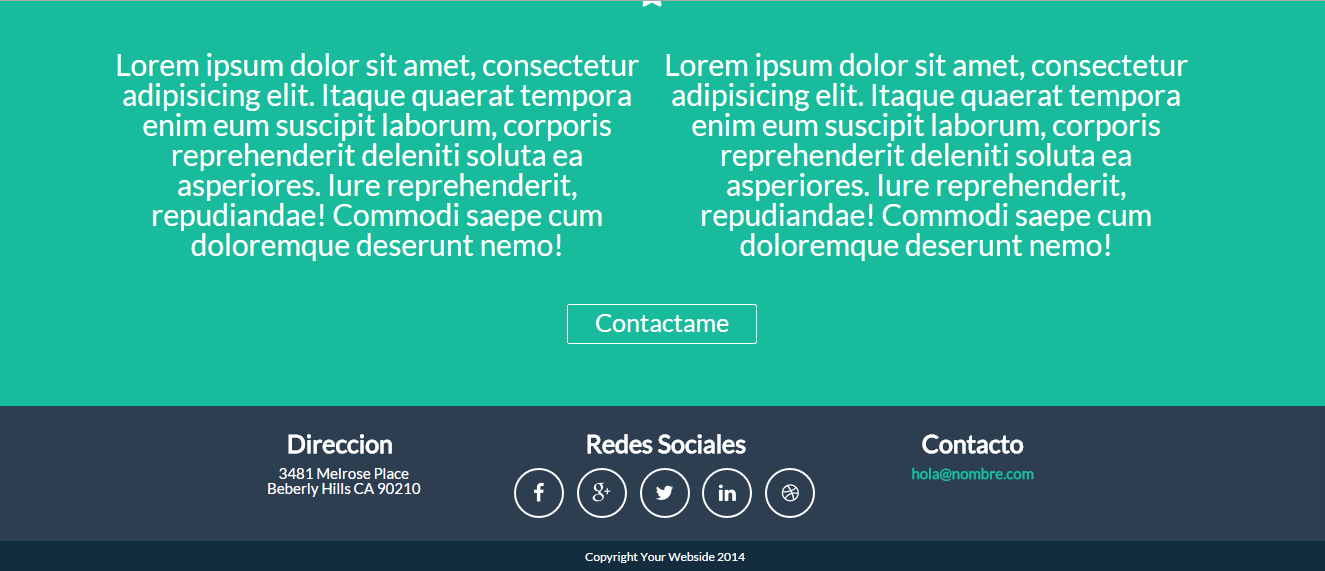 Lorem ipsum dolor sit amet, consectetur
adipisicing elit. Itaque quaerat tempora
enim eum suscipit laborum, corporis
reprehenderit deleniti soluta ea
asperiores. Iure reprehenderit,
repudiandae! Commodi saepe cum
doloremque deserunt nemo!
Lorem ipsum dolor sit amet, consectetur
adipisicing elit. Itaque quaerat tempora
enim eum suscipit laborum, corporis
reprehenderit deleniti soluta ea
asperiores. Iure reprehenderit,
repudiandae! Commodi saepe cum
doloremque deserunt nemo!
Contactame
Direccion
3481 Melrose Place
Beberly Hills CA 90210
Redes Sociales
Contacto
hola@nombre.com
Copyright Your Webside 2014